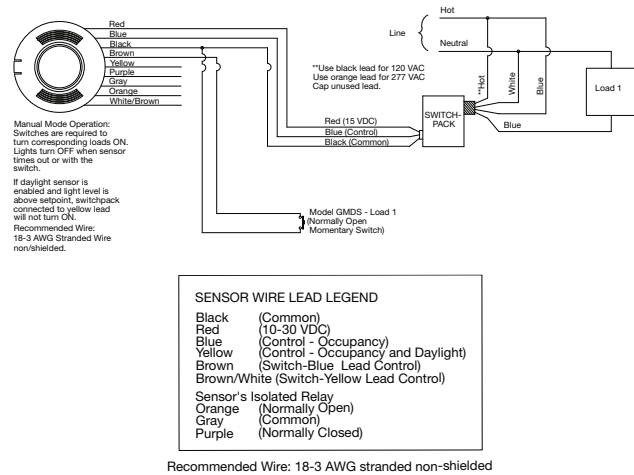 Red
Blue
Black
Brown
Yellow
Purple
Gray
Orange
White/Brown
Manual Mode Operation:
Switches are required to
turn corresponding loads ON.
Lights turn OFF when sensor
times out or with the
switch.
If daylight sensor is
enabled and light level is
above setpoint, switchpack
connected to yellow lead
will not turn ON.
Recommended Wire:
18-3 AWG Stranded Wire
non/shielded.
Hot
Line
Neutral
**Use black lead for 120 VAC
Use orange lead for 277 VAC
Cap unused lead.
**Hot
White
Blue
Load 1
Red (15 VDC)
Blue (Control)
Black (Common)
SWITCH-
PACK
Blue
Model GMDS - Load 1
(Normally Open
Momentary Switch)
SENSOR WIRE LEAD LEGEND
Black (Common)
Red (10-30 VDC)
Blue (Control - Occupancy)
Yellow (Control - Occupancy and Daylight)
Brown (Switch-Blue Lead Control)
Brown/White (Switch-Yellow Lead Control)
Sensor's Isolated Relay
Orange (Normally Open)
Gray (Common)
Purple (Normally Closed)
Recommended Wire: 18-3 AWG stranded non-shielded